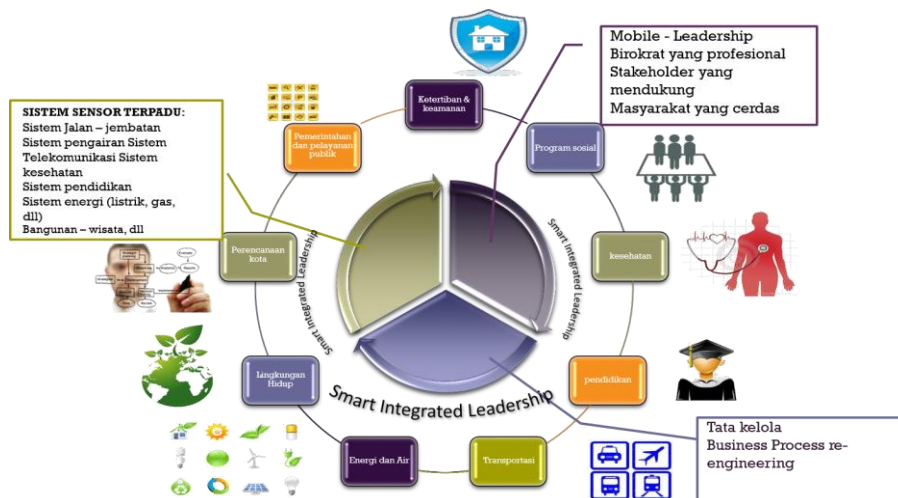 Mobile - Leadership
Birokrat yang profesional
Stakeholder yang
mendukung
Masyarakat yang cerdas
SISTEM SENSOR TERPADU:
Sistem Jalan – jembatan
Sistem pengairan Sistem
Telekomunikasi Sistem
kesehatan
Sistem pendidikan
Sistem energi (listrik, gas,
dll)
Bangunan – wisata, dll
Ketertiban &
keamanan
Pemerintahan
dan pelayanan
publik
Program sosial
Perencanaan
kota
kesehatan
Lingkungan
Hidup
pendidikan
Energi dan Air
Transportasi
Smart Integrated Leadership
Smart Integrated Leadership
Smart Integrated Leadership
Tata kelola
Business Process re-
engineering